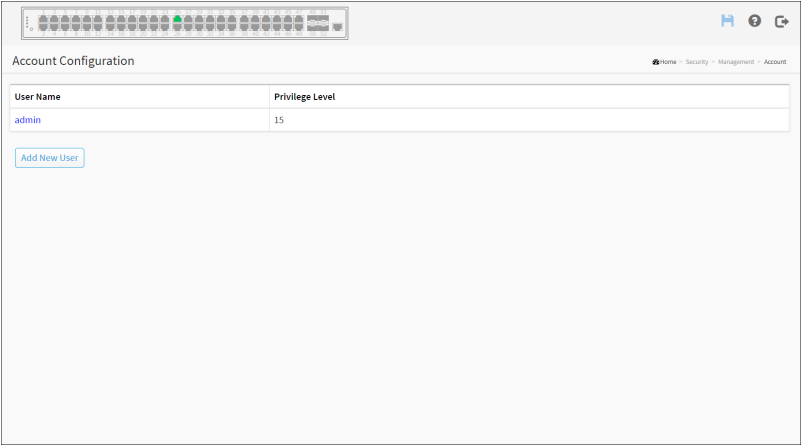 Account Configuration
Home > Security > Management > Account
User Name Privilege Level
admin 15
Add New User